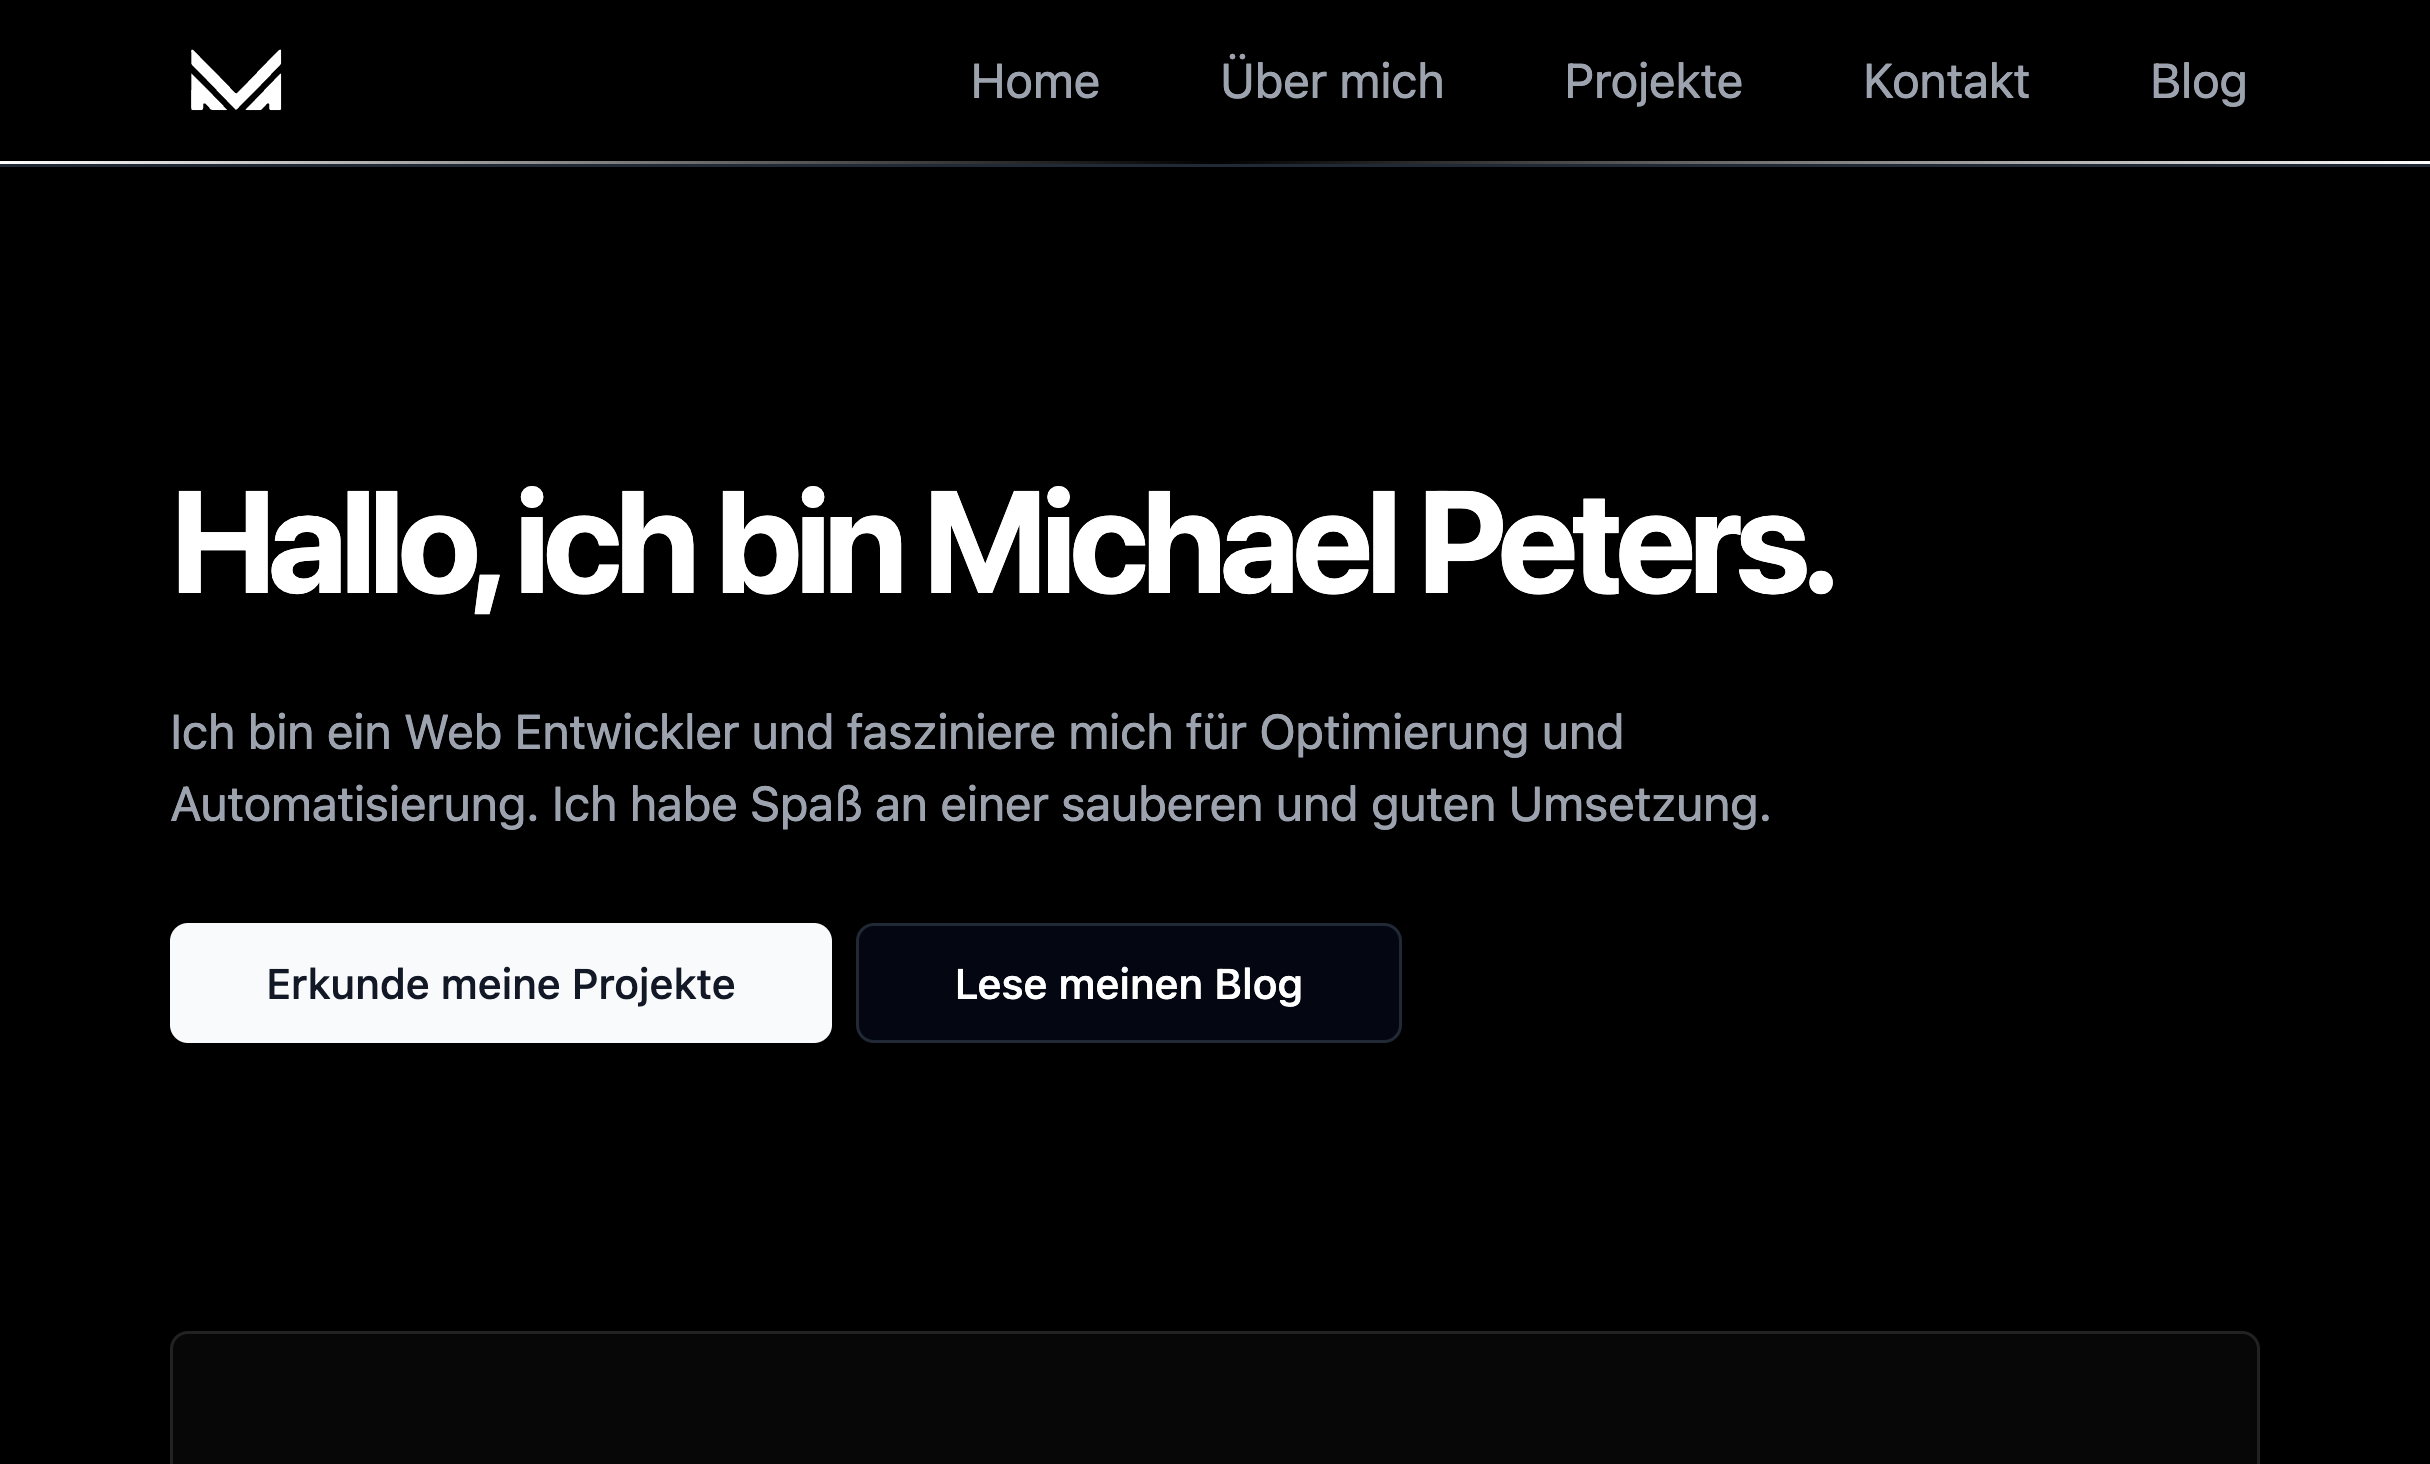 Home Über mich Projekte Kontakt Blog
Hallo, ich bin Michael Peters.
Ich bin ein Web Entwickler und fasziniere mich für Optimierung und
Automatisierung. Ich habe Spaß an einer sauberen und guten Umsetzung.
Erkunde meine Projekte Lese meinen Blog